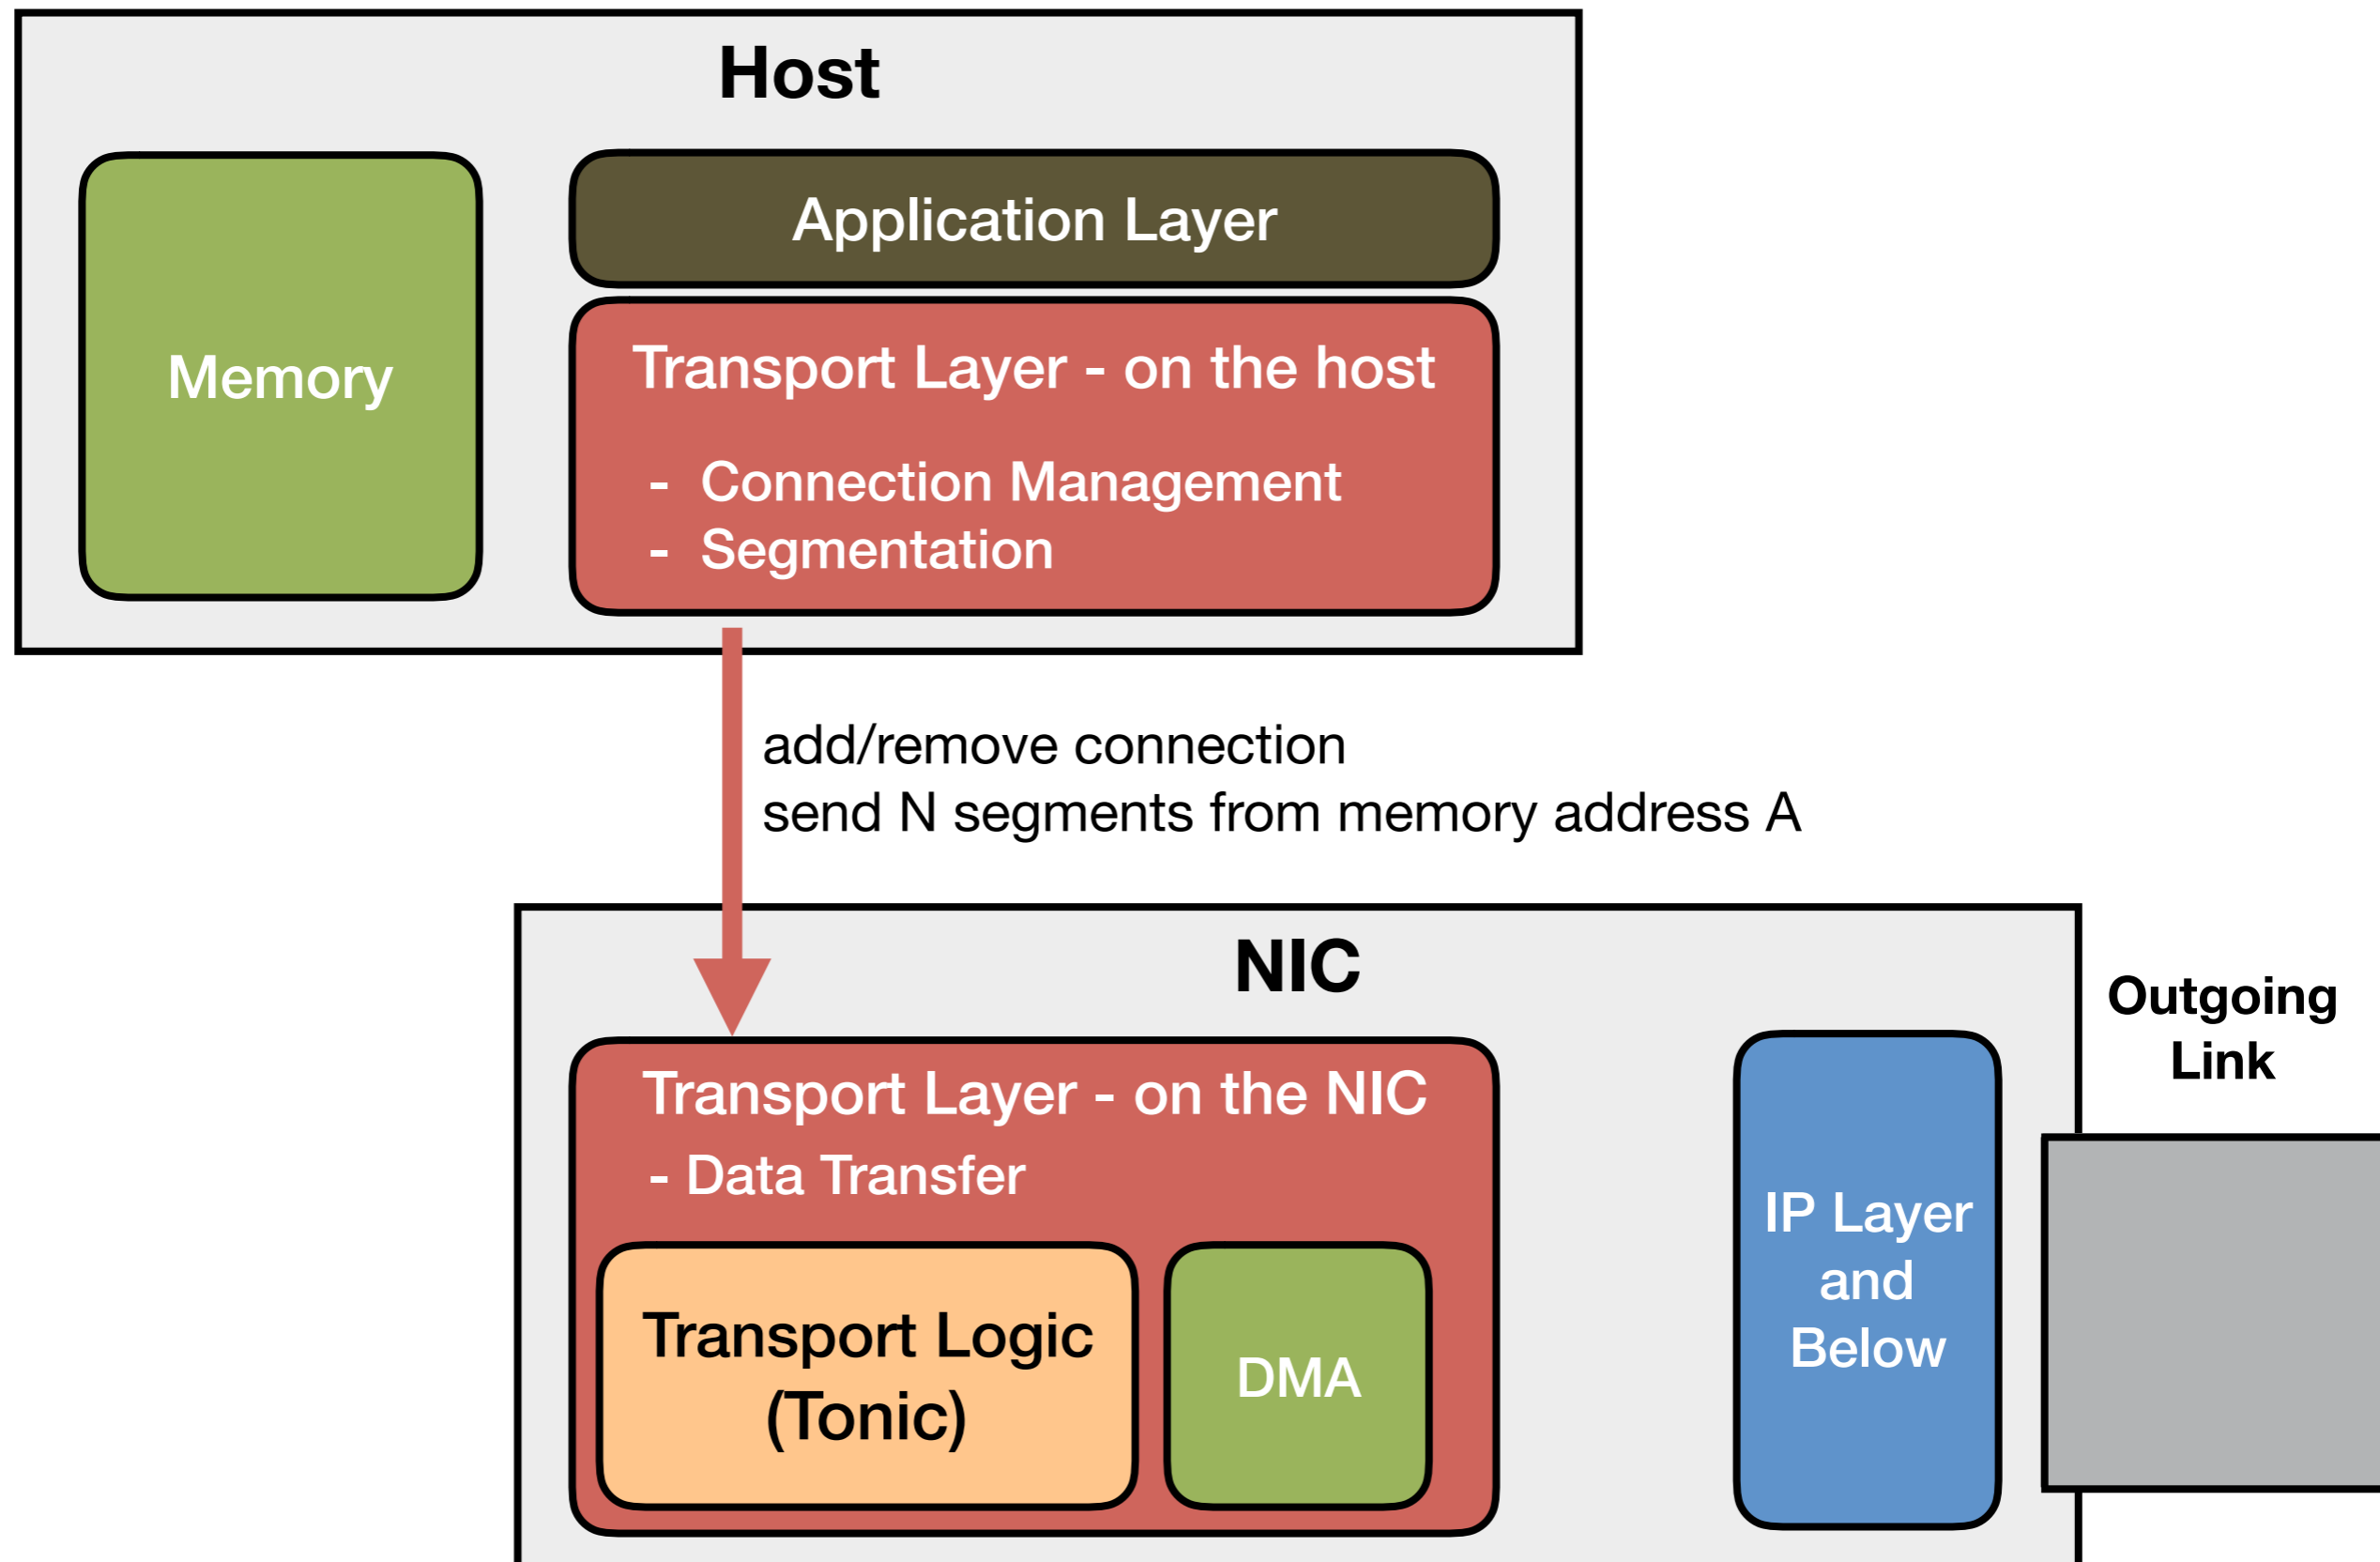 Host
Memory
Application Layer
Transport Layer - on the host
- Connection Management
- Segmentation
add/remove connection
send N segments from memory address A
NIC
Transport Layer - on the NIC
- Data Transfer
Transport Logic
(Tonic)
DMA
IP Layer
and
Below
Outgoing
Link